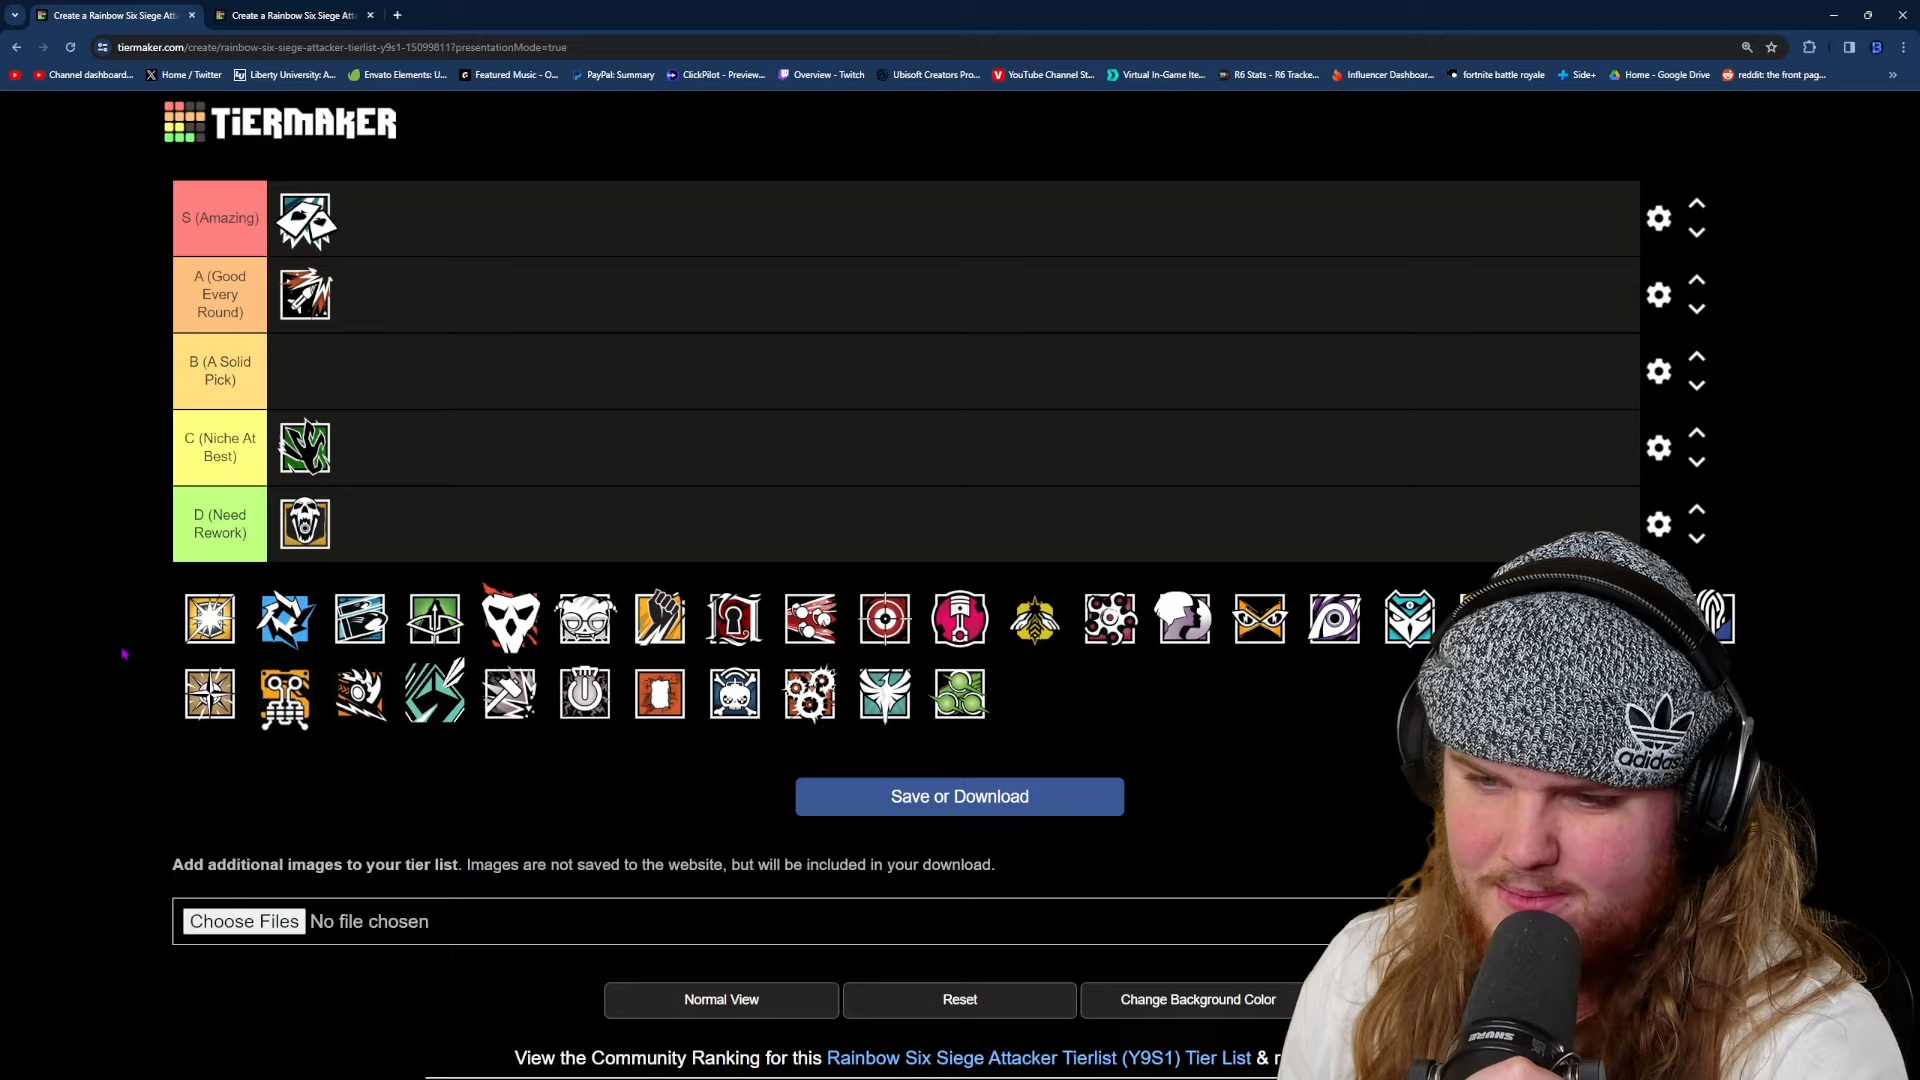 Create a Rainbow Six Siege Atta
Create a Rainbow Six Siege Atta
tiermaker.com/create/rainbow-six-siege-attacker-tierlist-y9s1-15099811?presentationMode=true
Channel dashboard...
Home / Twitter
Liberty University: A...
Envato Elements: U...
Featured Music - O...
PayPal: Summary
ClickPilot - Preview...
Overview - Twitch
Ubisoft Creators Pro...
YouTube Channel St...
Virtual In-Game Ite...
R6 Stats - R6 Tracke...
Influencer Dashboar...
fortnite battle royale
Side+
Home - Google Drive
reddit: the front pag...
TiERMAKER
S (Amazing)
A (Good
Every
Round)
B (A Solid
Pick)
C (Niche At
Best)
D (Need
Rework)
Save or Download
Add additional images to your tier list. Images are not saved to the website, but will be included in your download.
Choose Files No file chosen
Normal View
Reset
Change Background Color
View the Community Ranking for this Rainbow Six Siege Attacker Tierlist (Y9S1) Tier List &
adidas
SHURE